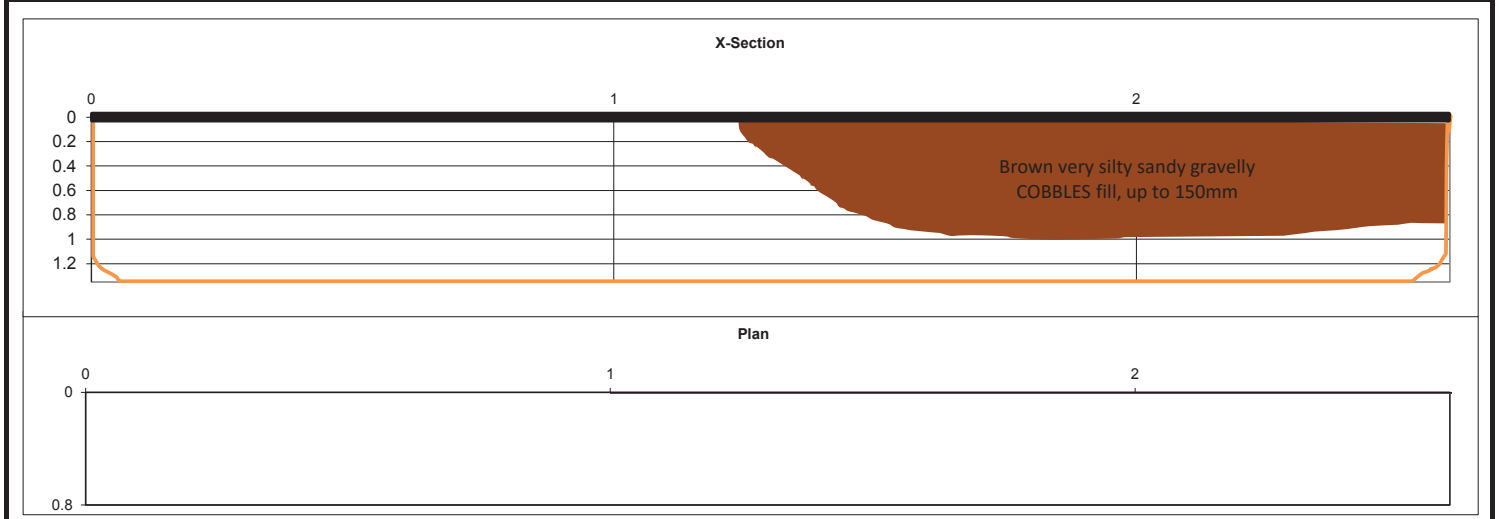 X-Section
0 1 2
0
0.2
0.4
0.6
0.8
1
1.2
Brown very silty sandy gravelly
COBBLES fill, up to 150mm
Plan
0 1 2
0
0.8